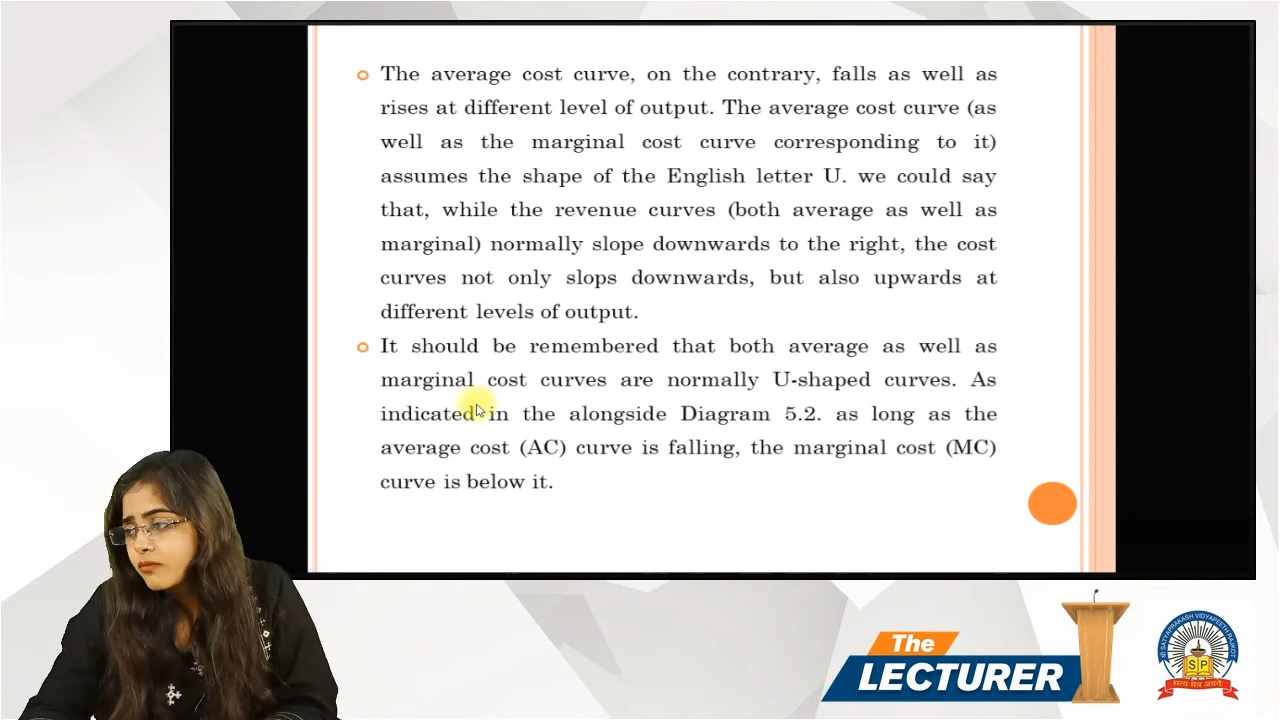 The average cost curve, on the contrary, falls as well as
rises at different level of output. The average cost curve (as
well as the marginal cost curve corresponding to it)
assumes the shape of the English letter U. we could say
that, while the revenue curves (both average as well as
marginal) normally slope downwards to the right, the cost
curves not only slops downwards, but also upwards at
different levels of output.
It should be remembered that both average as well as
marginal cost curves are normally U-shaped curves. As
indicated in the alongside Diagram 5.2. as long as the
average cost (AC) curve is falling, the marginal cost (MC)
curve is below it.
The
LECTURER
SP
सत्य मेव जयते